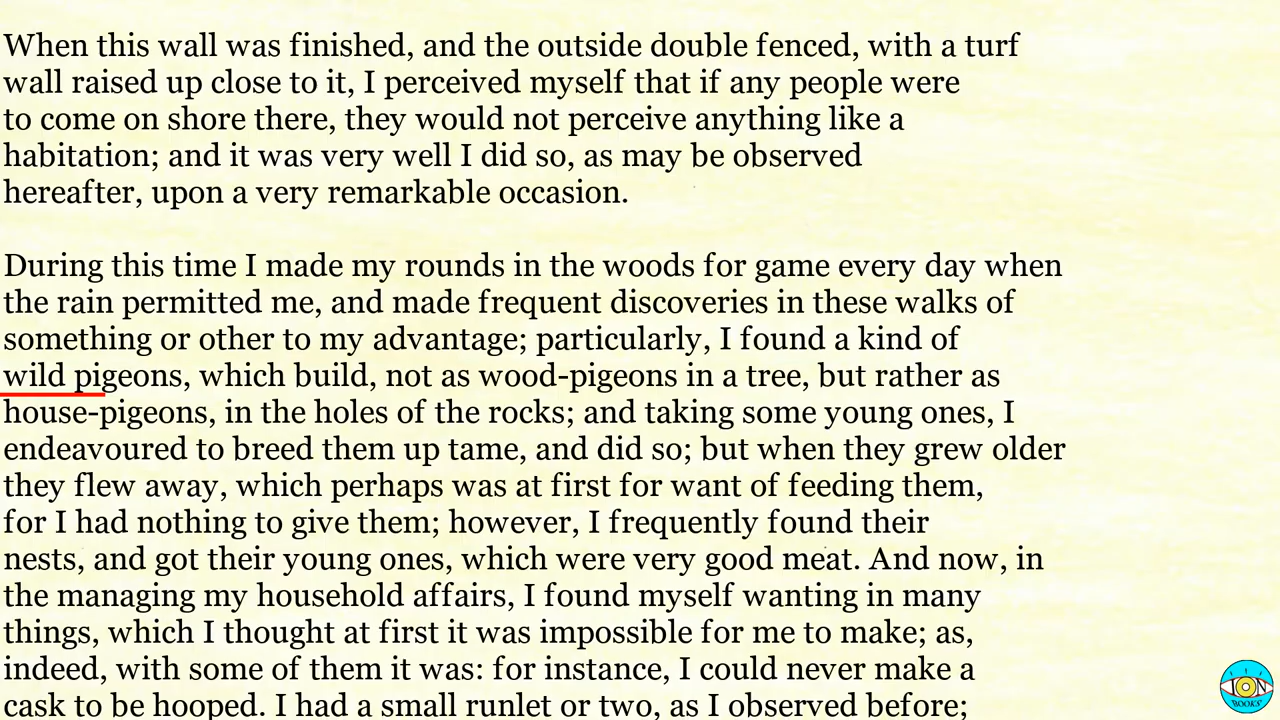 When this wall was finished, and the outside double fenced, with a turf
wall raised up close to it, I perceived myself that if any people were
to come on shore there, they would not perceive anything like a
habitation; and it was very well I did so, as may be observed
hereafter, upon a very remarkable occasion.
During this time I made my rounds in the woods for game every day when
the rain permitted me, and made frequent discoveries in these walks of
something or other to my advantage; particularly, I found a kind of
wild pigeons, which build, not as wood-pigeons in a tree, but rather as
house-pigeons, in the holes of the rocks; and taking some young ones, I
endeavoured to breed them up tame, and did so; but when they grew older
they flew away, which perhaps was at first for want of feeding them,
for I had nothing to give them; however, I frequently found their
nests, and got their young ones, which were very good meat. And now, in
the managing my household affairs, I found myself wanting in many
things, which I thought at first it was impossible for me to make; as,
indeed, with some of them it was: for instance, I could never make a
cask to be hooped. I had a small runlet or two, as I observed before;
ION
BOOKS